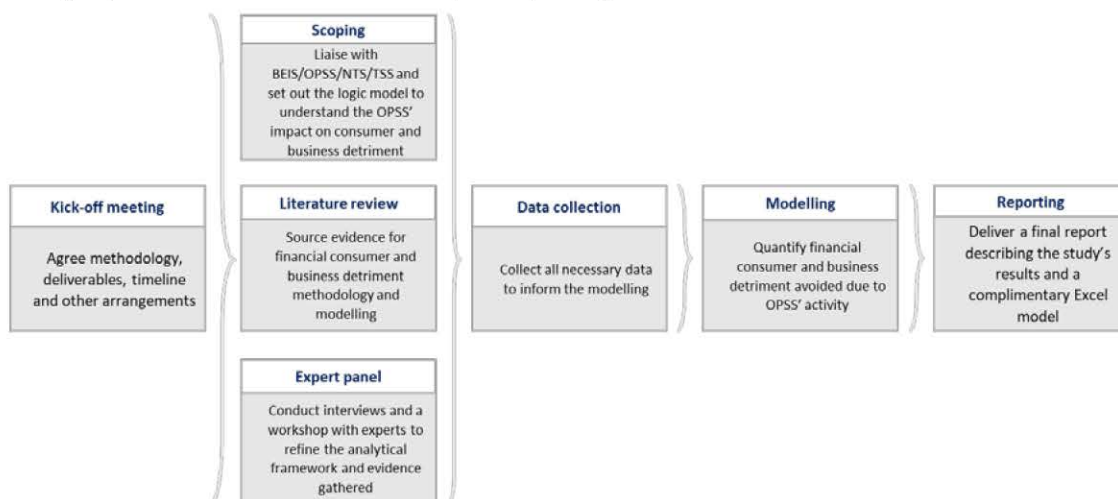 Kick-off meeting
Agree methodology,
deliverables, timeline
and other arrangements
Scoping
Liaise with
BEIS/OPSS/NTS/TSS and
set out the logic model to
understand the OPSS'
impact on consumer and
business detriment
Literature review
Source evidence for
financial consumer and
business detriment
methodology and
modelling
Expert panel
Conduct interviews and a
workshop with experts to
refine the analytical
framework and evidence
gathered
Data collection
Collect all necessary data
to inform the modelling
Modelling
Quantify financial
consumer and business
detriment avoided due to
OPSS' activity
Reporting
Deliver a final report
describing the study's
results and a
complimentary Excel
model